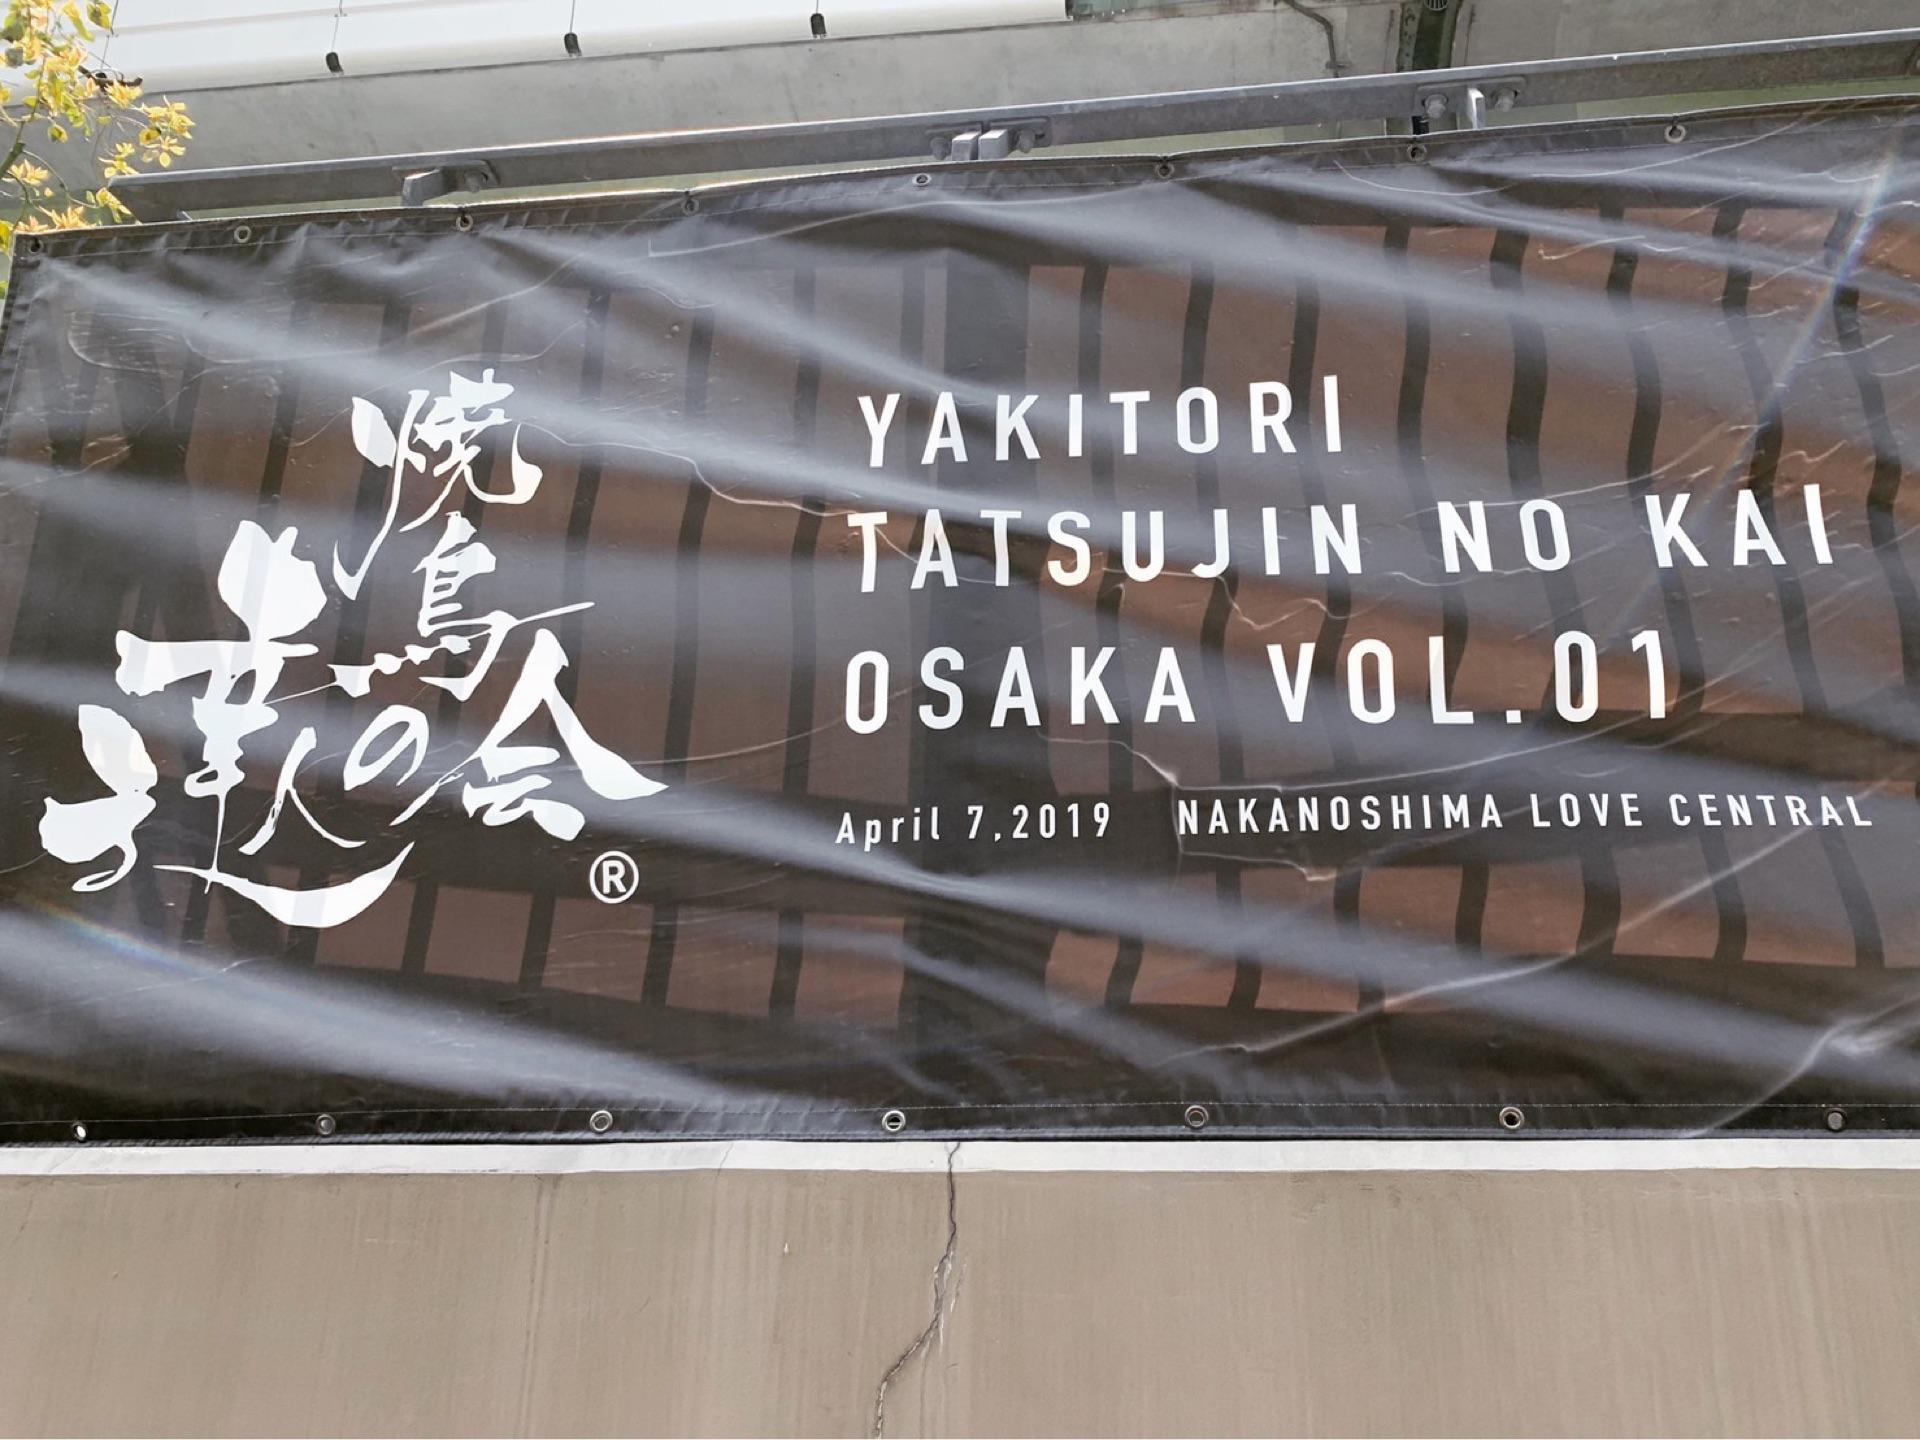 焼鳥
達人の会
®
YAKITORI
TATSUJIN NO KAI
OSAKA VOL.01
April 7,2019 NAKANOSHIMA LOVE CENTRAL